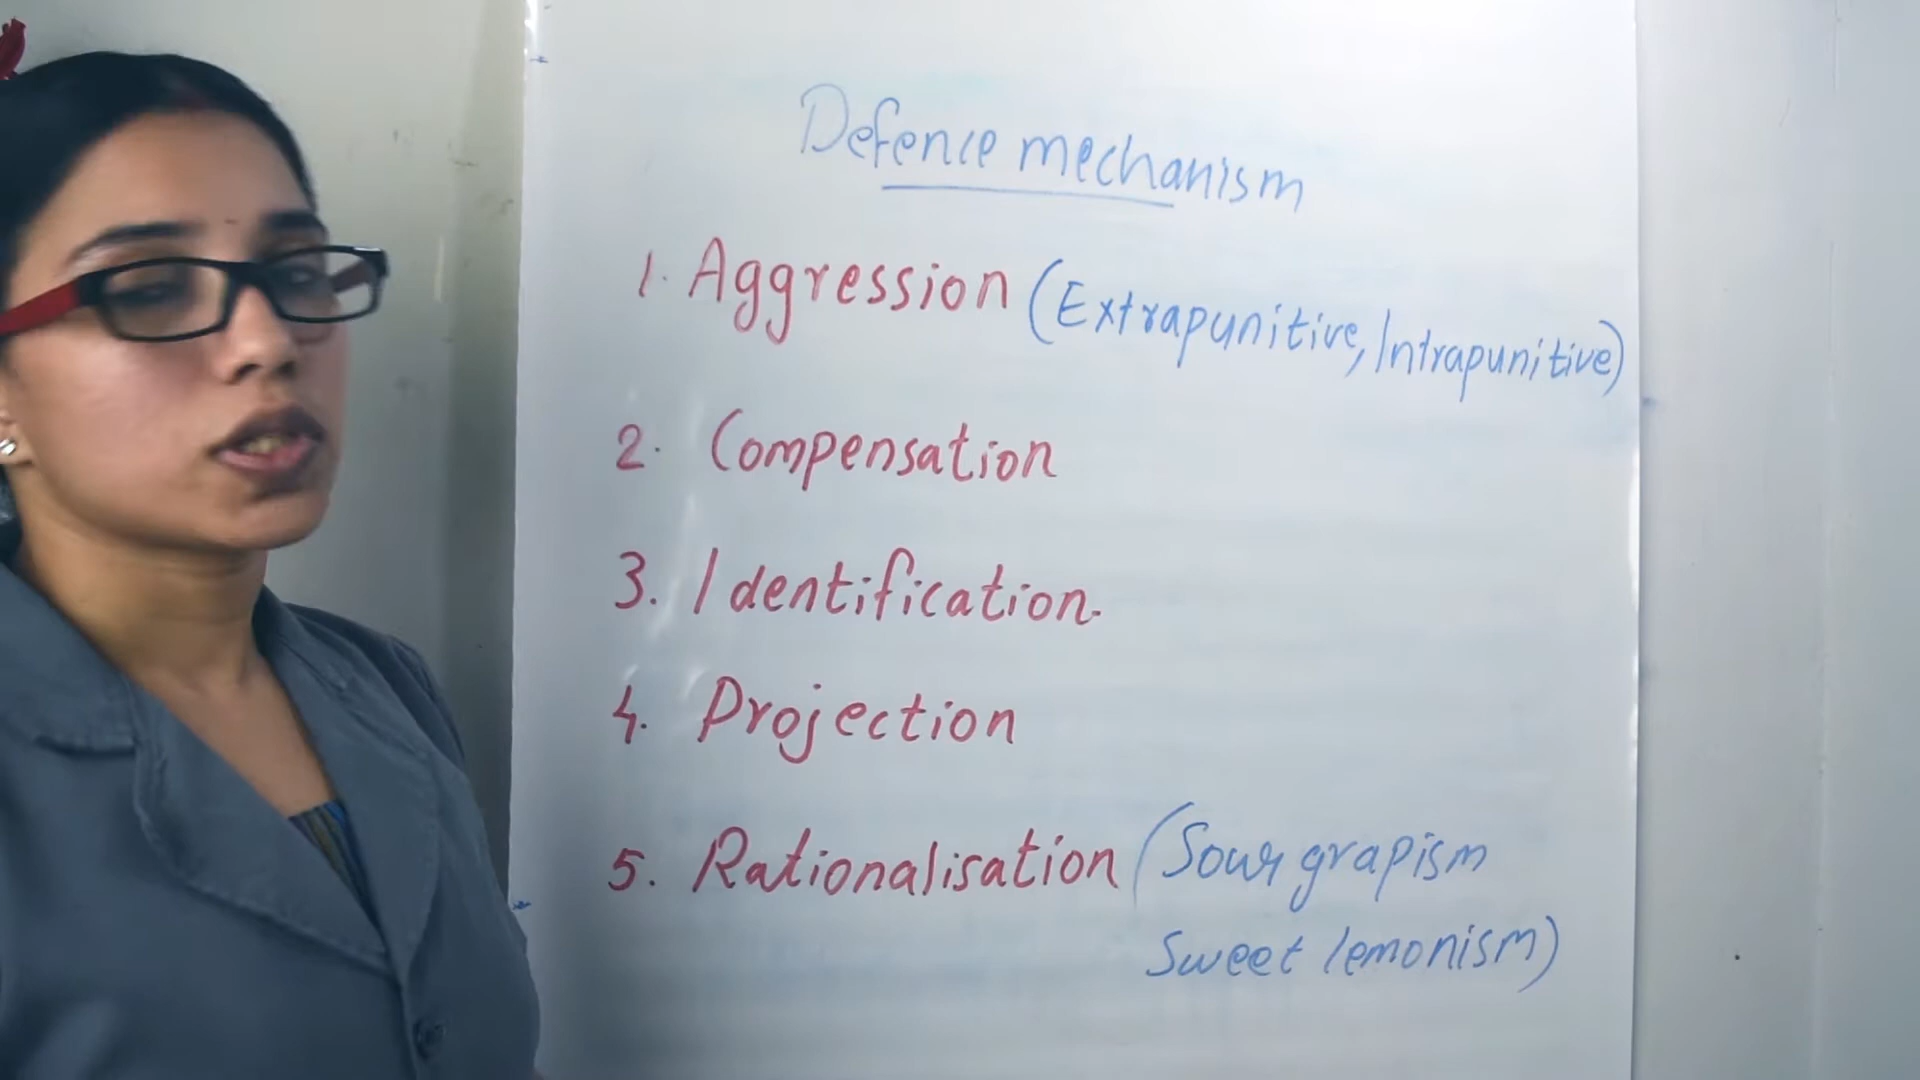 Defence mechanism
1. Aggression (Extrapunitive, Intrapunitive)
2. Compensation
3. Identification.
4. Projection
5. Rationalisation (Sour grapism
Sweet lemonism)